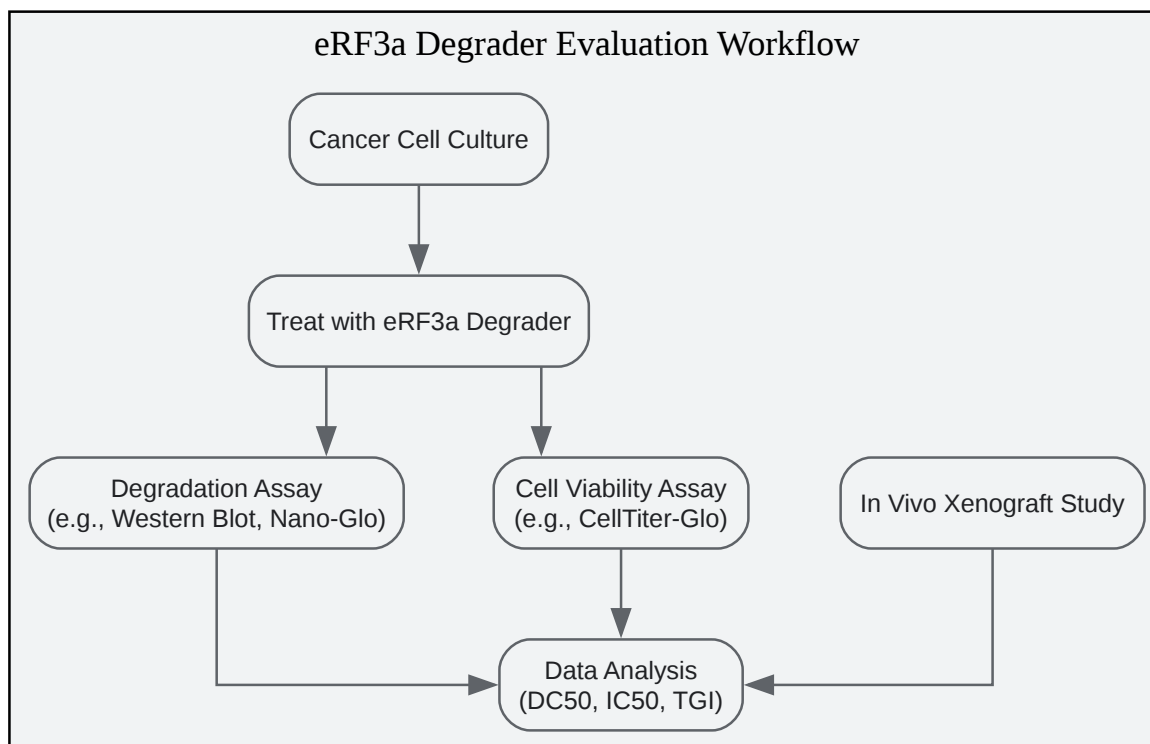 eRF3a Degrader Evaluation Workflow
Cancer Cell Culture
Treat with eRF3a Degrader
Degradation Assay
(e.g., Western Blot, Nano-Glo)
Cell Viability Assay
(e.g., CellTiter-Glo)
In Vivo Xenograft Study
Data Analysis
(DC50, IC50, TGI)